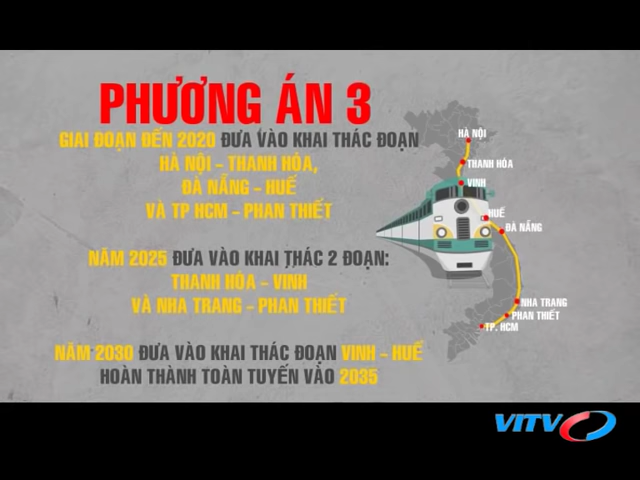 PHƯƠNG ÁN 3
GIAI ĐOẠN ĐẾN 2020 ĐƯA VÀO KHAI THÁC ĐOẠN
HÀ NỘI - THANH HÓA,
ĐÀ NẴNG - HUẾ
VÀ TP HCM - PHAN THIẾT
NĂM 2025 ĐƯA VÀO KHAI THÁC 2 ĐOẠN:
THANH HÓA - VINH
VÀ NHA TRANG - PHAN THIẾT
NĂM 2030 ĐƯA VÀO KHAI THÁC ĐOẠN VINH - HUẾ
HOÀN THÀNH TOÀN TUYẾN VÀO 2035
HÀ NỘI
THANH HÓA
VINH
HUẾ
ĐÀ NẴNG
NHA TRANG
PHAN THIẾT
TP. HCM
VITV